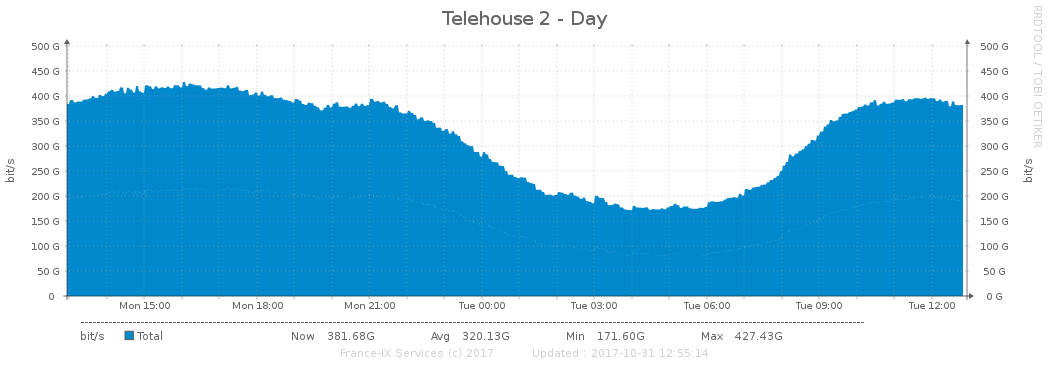 Telehouse 2 - Day
RRDTOOL / TOBI OETIKER
500 G 500 G
450 G 450 G
400 G 400 G
350 G 350 G
300 G 300 G
250 G 250 G
200 G 200 G
150 G 150 G
100 G 100 G
50 G 50 G
0 0 G
bit/s bit/s
Mon 15:00 Mon 18:00 Mon 21:00 Tue 00:00 Tue 03:00 Tue 06:00 Tue 09:00 Tue 12:00
bit/s Total Now 381.68G Avg 320.13G Min 171.60G Max 427.43G
France-IX Services (c) 2017 Updated : 2017-10-31 12:55:14